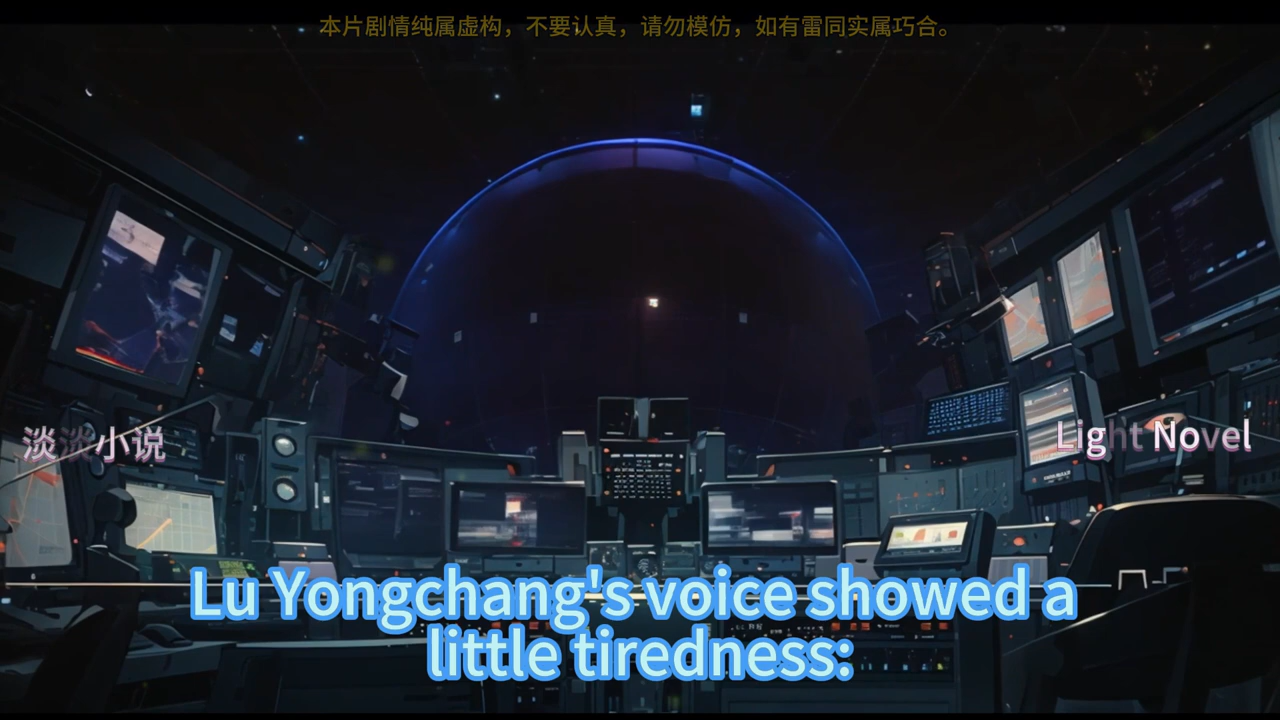 本片剧情纯属虚构，不要认真，请勿模仿，如有雷同实属巧合。
淡淡小说
Light Novel
Lu Yongchang's voice showed a
little tiredness: